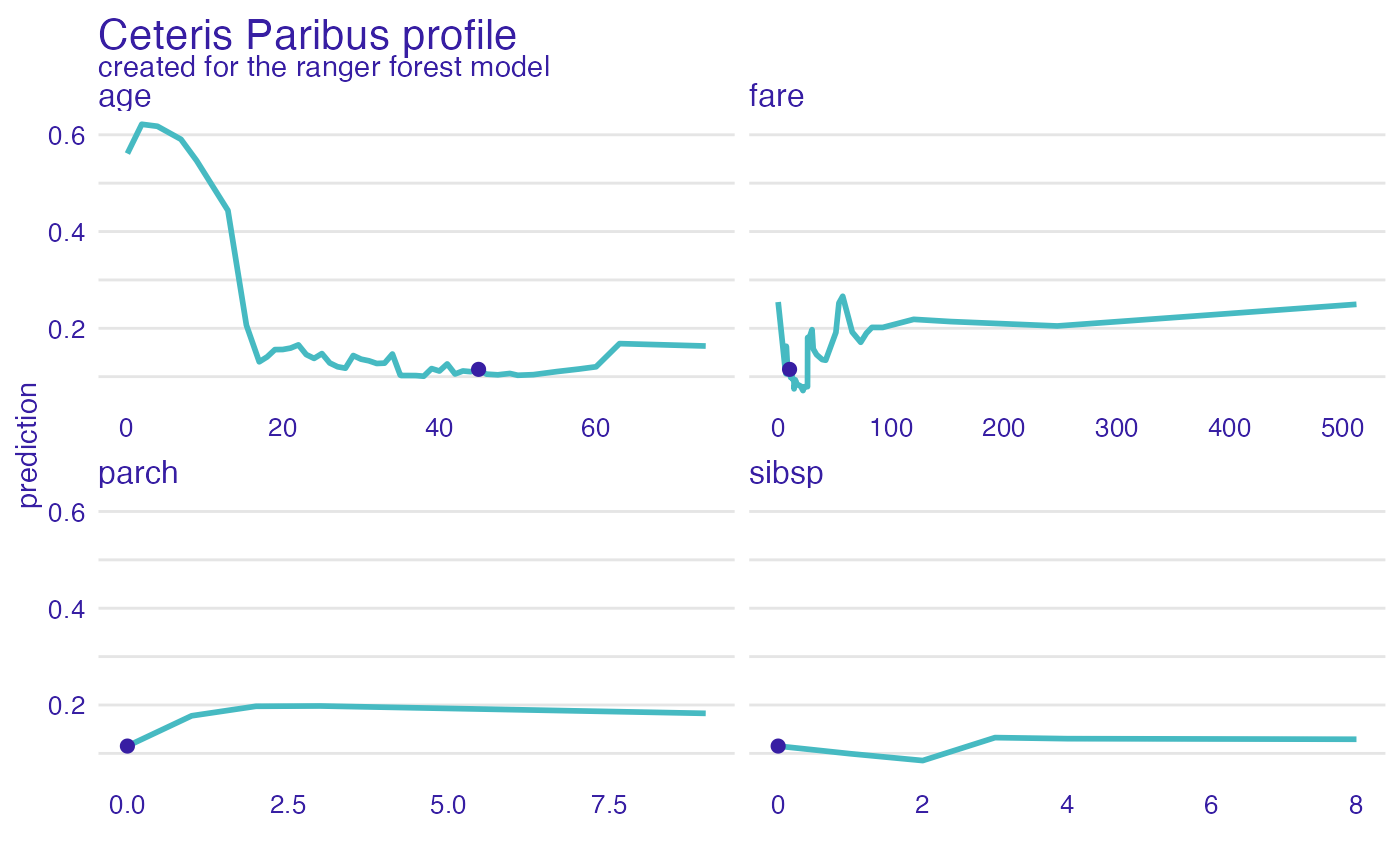 Ceteris Paribus profile
created for the ranger forest model
age
fare
0.6
0.4
0.2
0 20 40 60
0 100 200 300 400 500
prediction
parch
sibsp
0.6
0.4
0.2
0.0 2.5 5.0 7.5
0 2 4 6 8